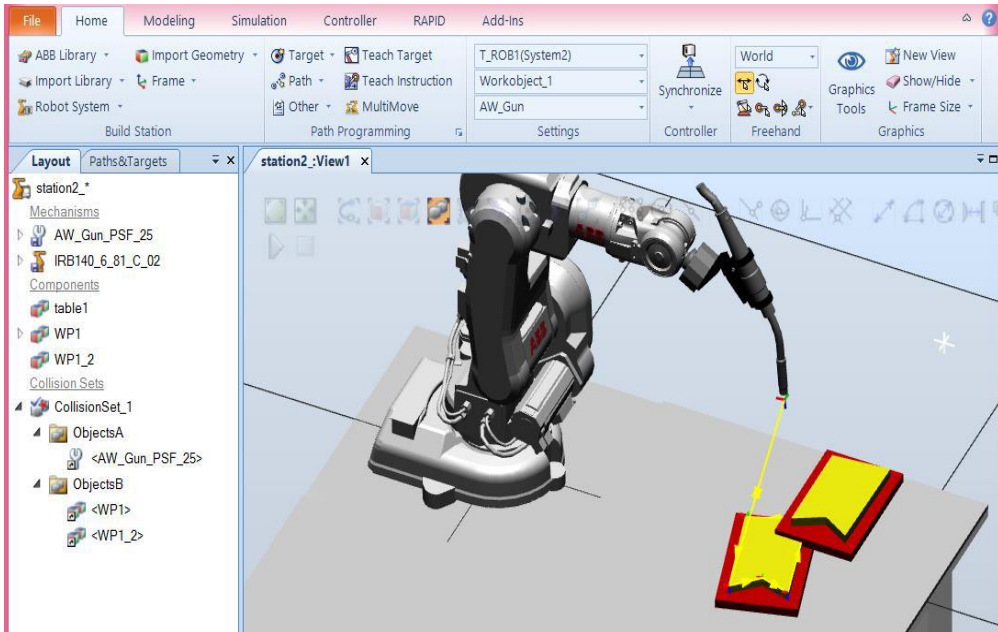 File Home Modeling Simulation Controller RAPID Add-Ins
ABB Library Import Geometry Target Teach Target T_ROB1(System2) World New View
Import Library Frame Path Teach Instruction Workobject_1 Synchronize Graphics Tools Show/Hide
Robot System Other MultiMove AW_Gun Frame Size
Build Station Path Programming Settings Controller Freehand Graphics
Layout Paths&Targets x station2_:View1 x
station2_*
Mechanisms
AW_Gun_PSF_25
IRB140_6_81_C_02
Components
table1
WP1
WP1_2
Collision Sets
CollisionSet_1
ObjectsA
<AW_Gun_PSF_25>
ObjectsB
<WP1>
<WP1_2>
ABB
ABB